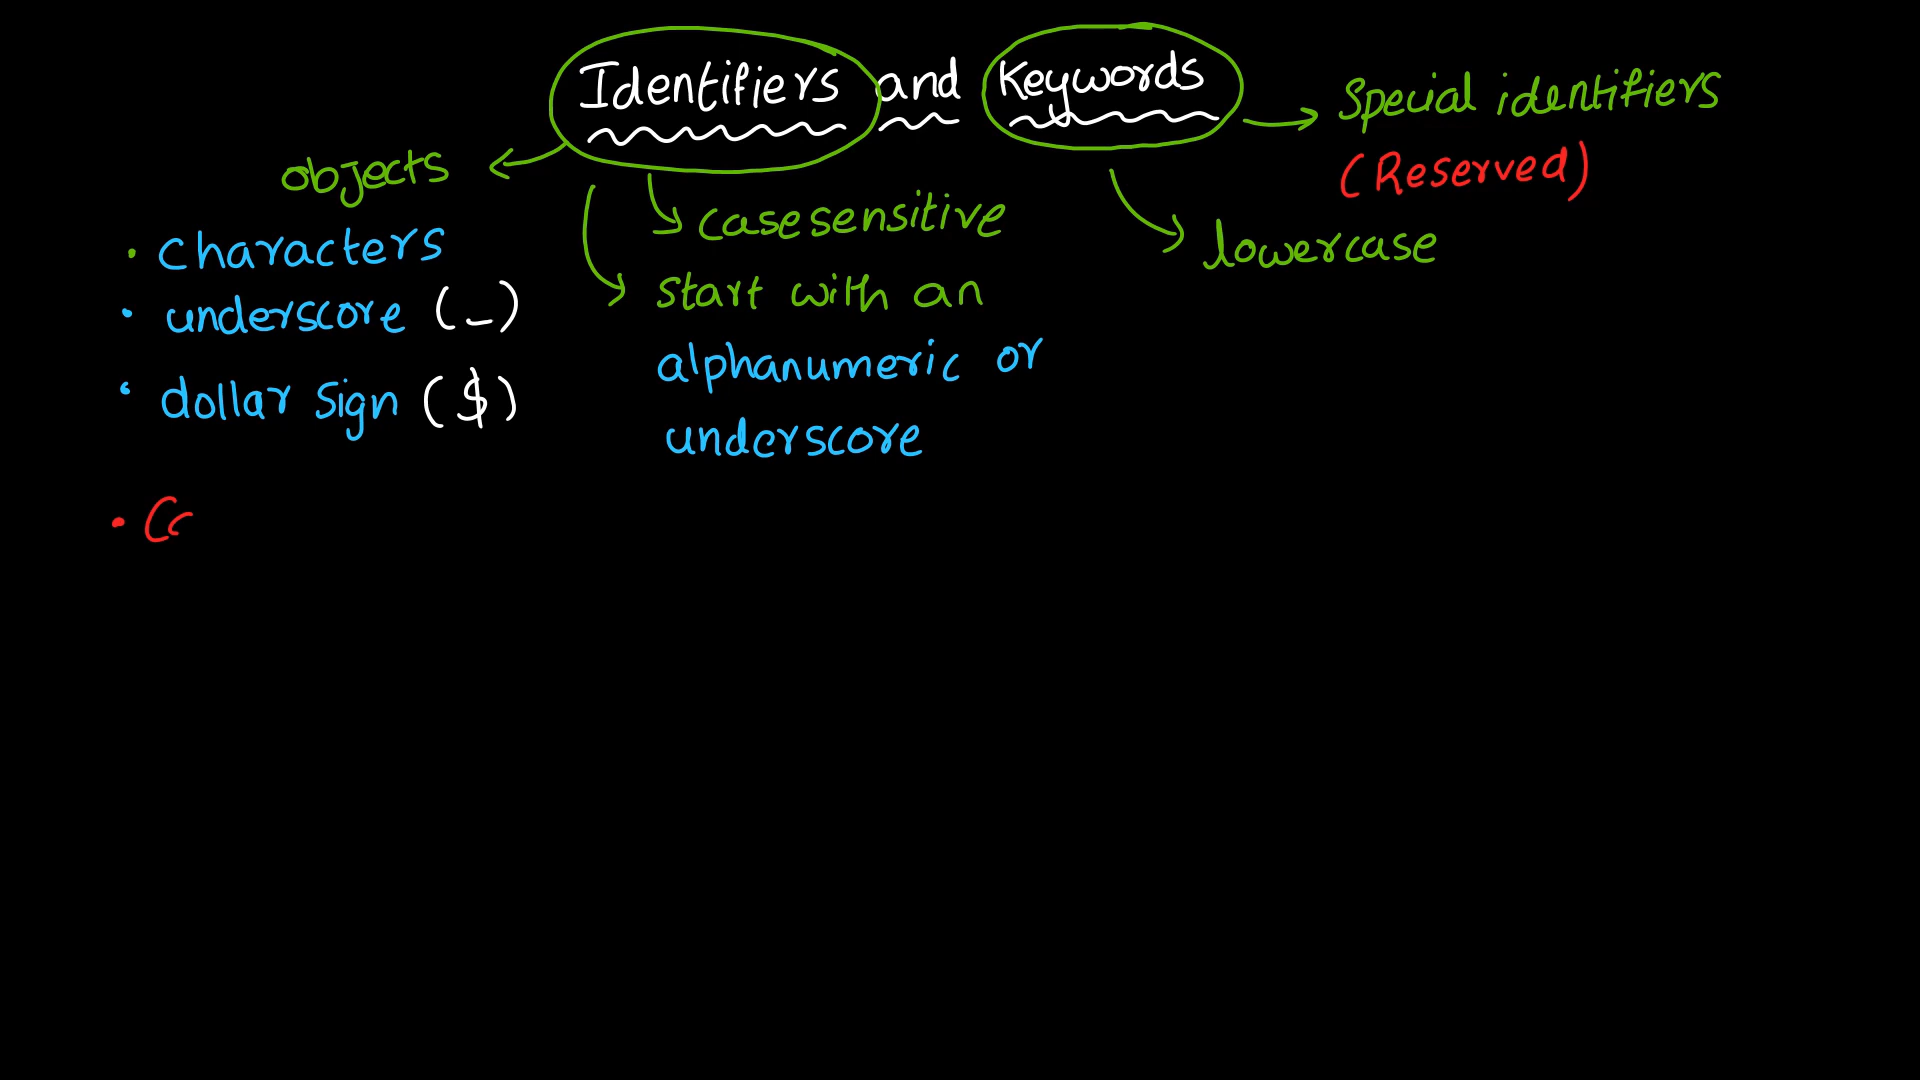 Identifiers and Keywords
Special identifiers
(Reserved)
objects
casesensitive
lowercase
• characters
• underscore (_)
• dollar sign ($)
start with an
alphanumeric or
underscore